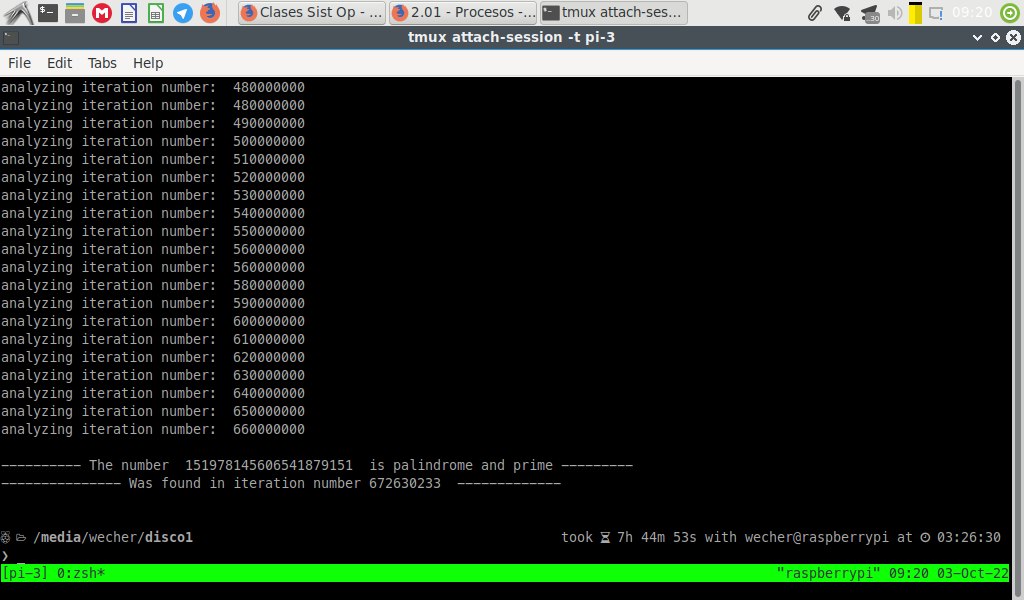 Clases Sist Op - ...
2.01 - Procesos -...
tmux attach-ses...
.30
09:20
tmux attach-session -t pi-3
File Edit Tabs Help
analyzing iteration number:  480000000
analyzing iteration number:  480000000
analyzing iteration number:  490000000
analyzing iteration number:  500000000
analyzing iteration number:  510000000
analyzing iteration number:  520000000
analyzing iteration number:  530000000
analyzing iteration number:  540000000
analyzing iteration number:  550000000
analyzing iteration number:  560000000
analyzing iteration number:  560000000
analyzing iteration number:  580000000
analyzing iteration number:  590000000
analyzing iteration number:  600000000
analyzing iteration number:  610000000
analyzing iteration number:  620000000
analyzing iteration number:  630000000
analyzing iteration number:  640000000
analyzing iteration number:  650000000
analyzing iteration number:  660000000
---------- The number  151978145606541879151  is palindrome and prime ---------
--------------- Was found in iteration number 672630233  -------------
/media/wecher/disco1 took 7h 44m 53s with wecher@raspberrypi at 03:26:30
❯
[pi-3] 0:zsh* "raspberrypi" 09:20 03-Oct-22